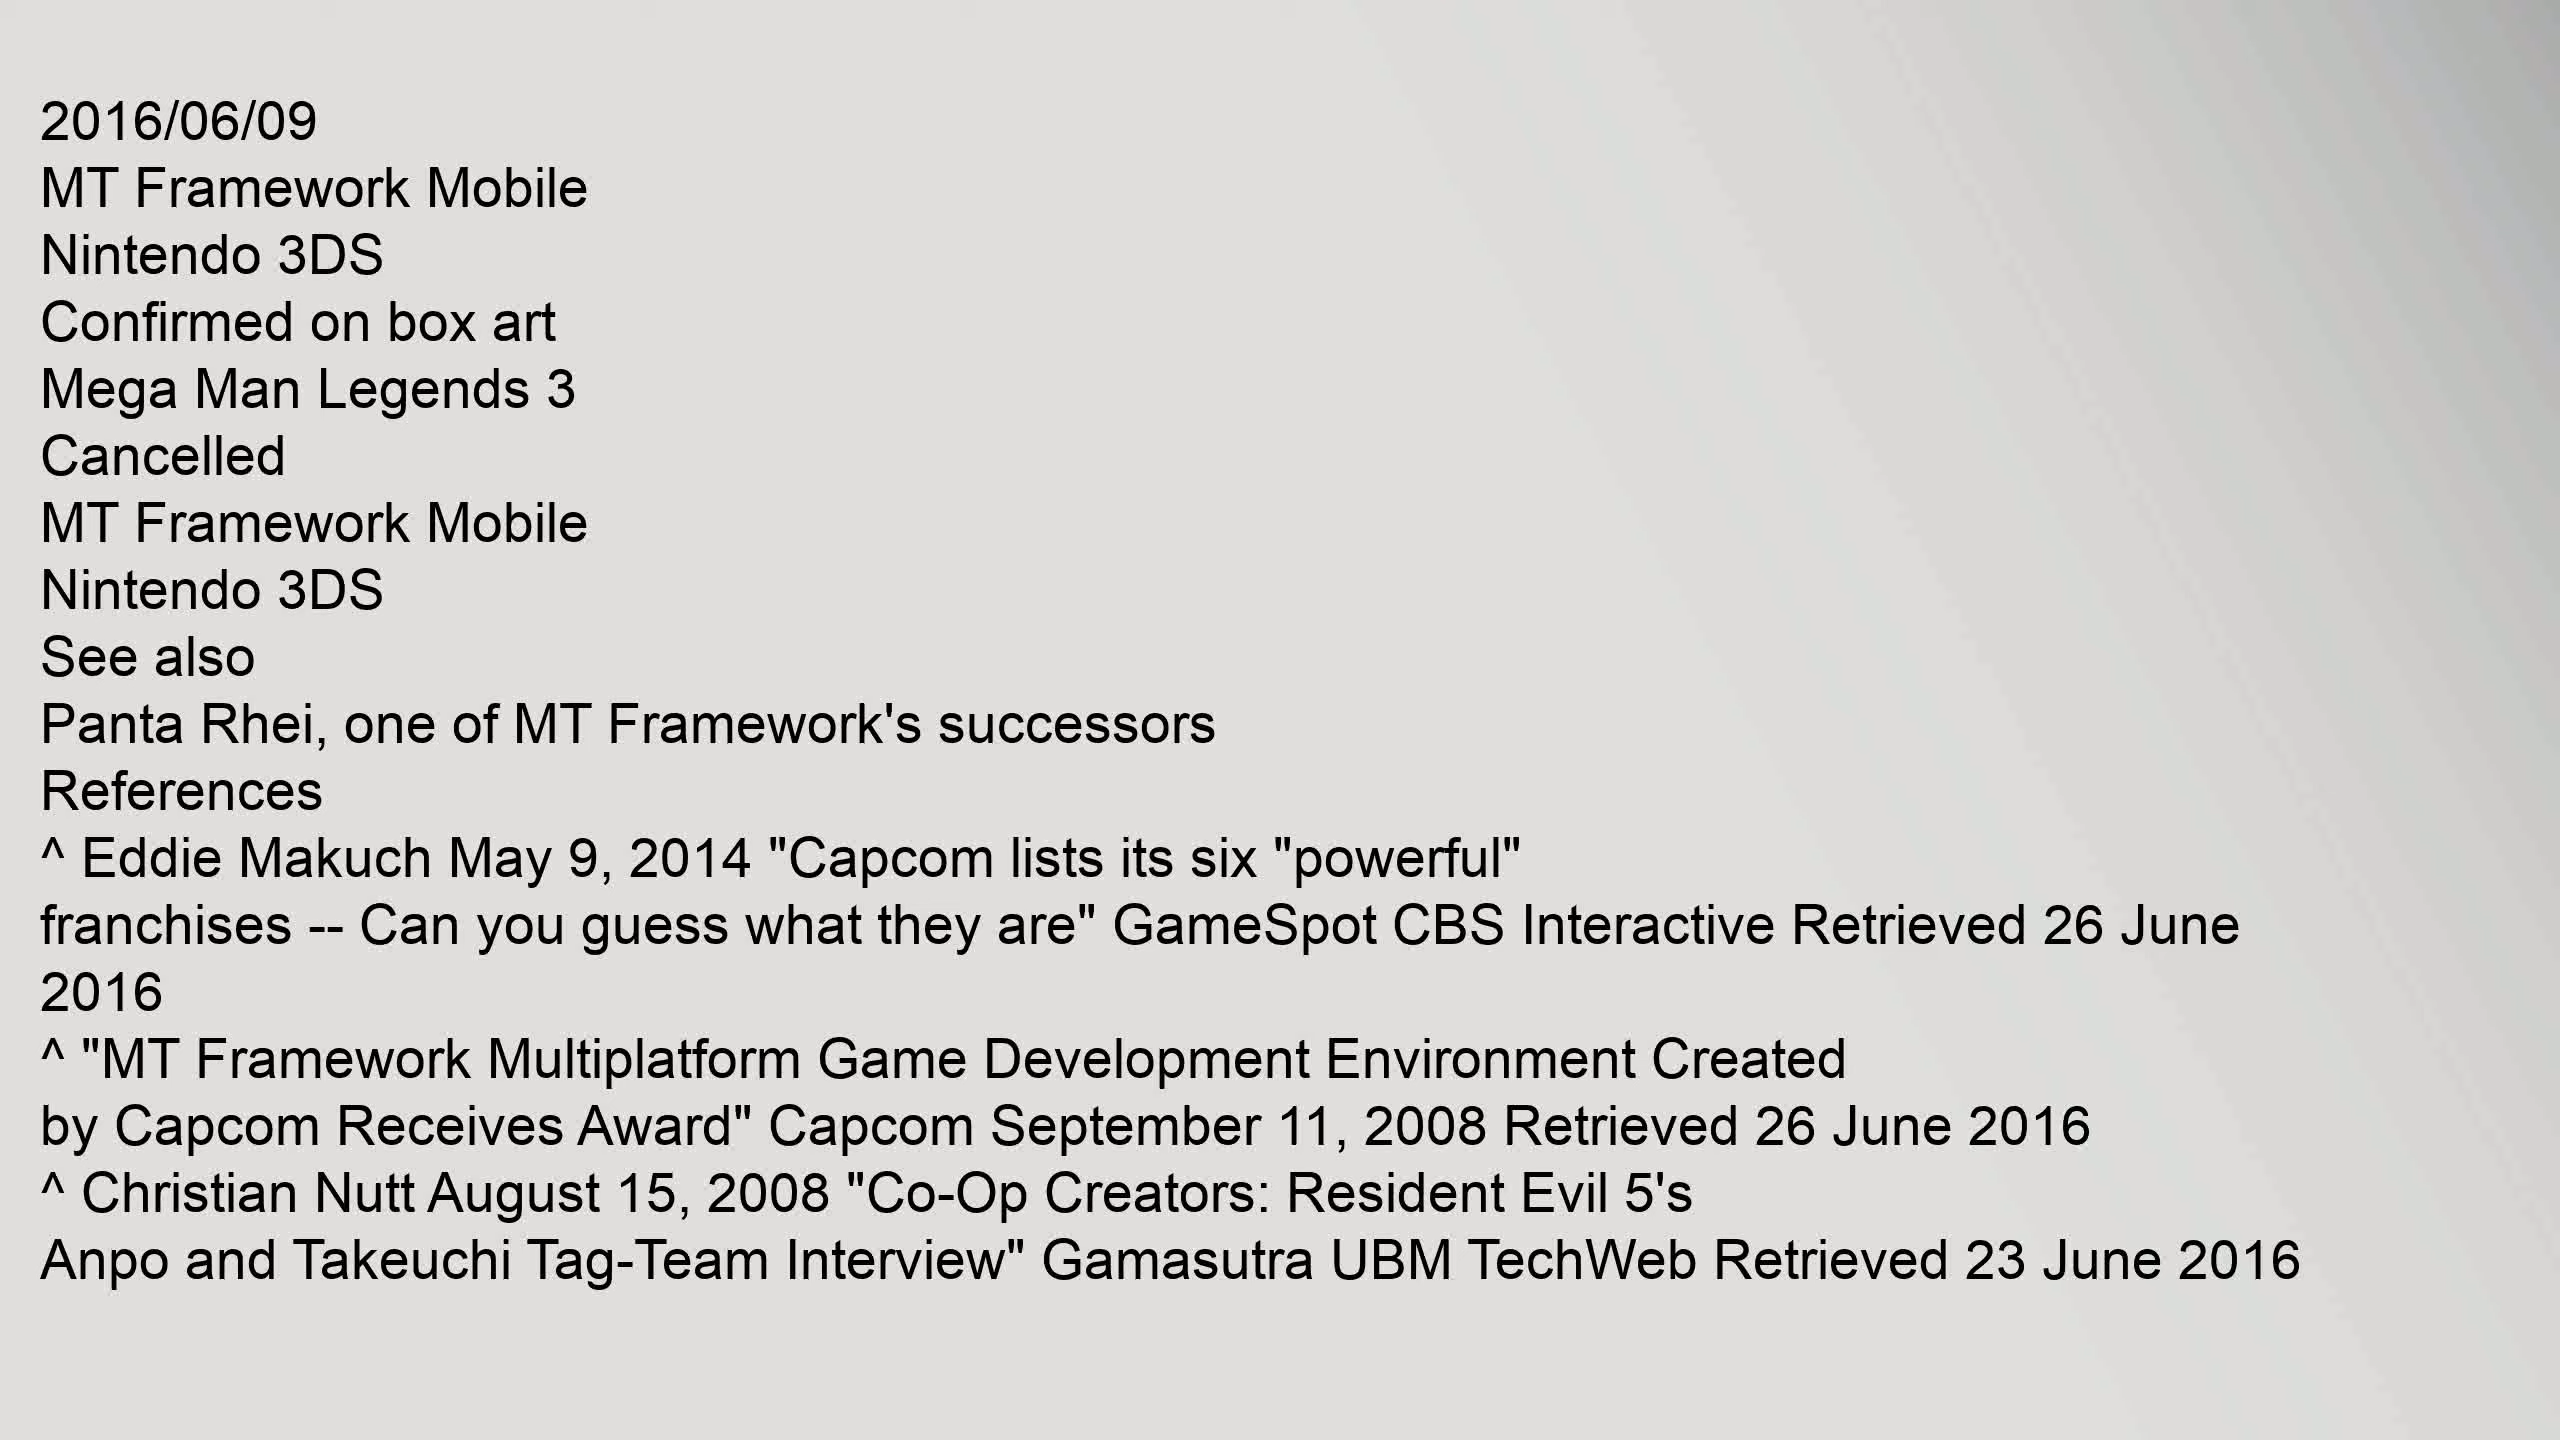 2016/06/09
MT Framework Mobile
Nintendo 3DS
Confirmed on box art
Mega Man Legends 3
Cancelled
MT Framework Mobile
Nintendo 3DS
See also
Panta Rhei, one of MT Framework's successors
References
^ Eddie Makuch May 9, 2014 "Capcom lists its six "powerful"
franchises -- Can you guess what they are" GameSpot CBS Interactive Retrieved 26 June
2016
^ "MT Framework Multiplatform Game Development Environment Created
by Capcom Receives Award" Capcom September 11, 2008 Retrieved 26 June 2016
^ Christian Nutt August 15, 2008 "Co-Op Creators: Resident Evil 5's
Anpo and Takeuchi Tag-Team Interview" Gamasutra UBM TechWeb Retrieved 23 June 2016